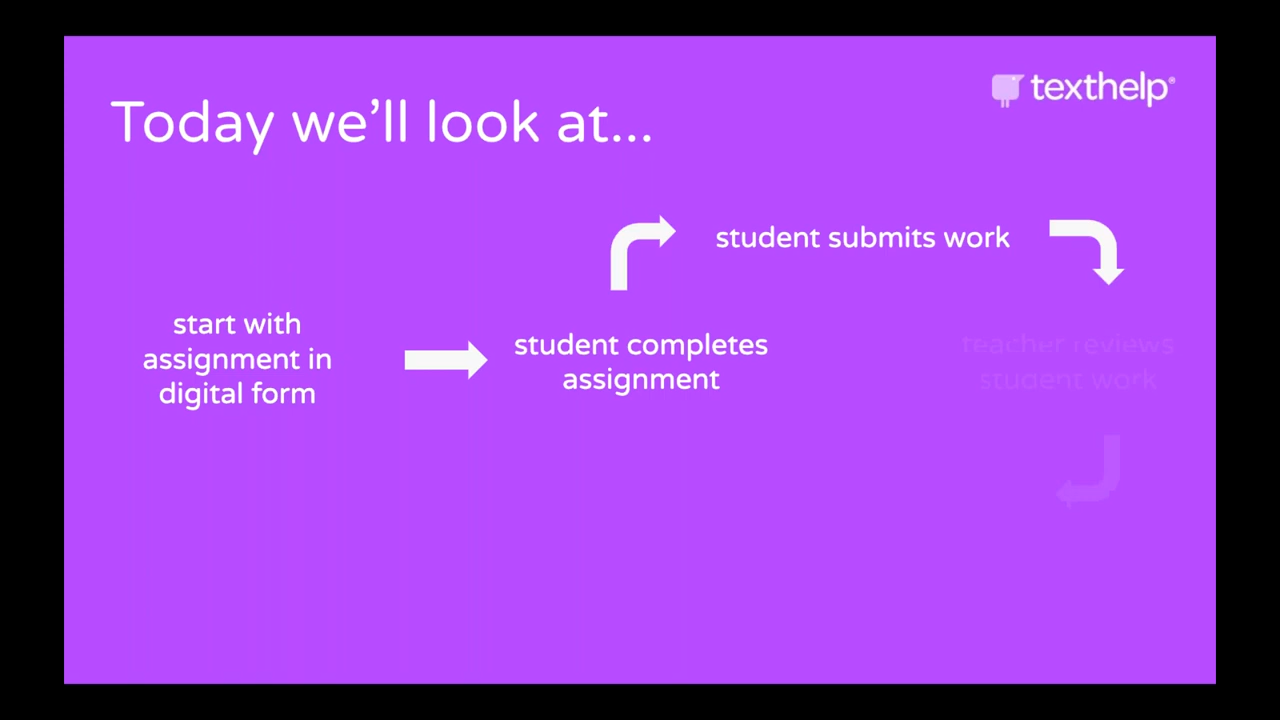 Today we'll look at...
texthelp®
student submits work
start with
assignment in
digital form
student completes
assignment
teacher reviews
student work